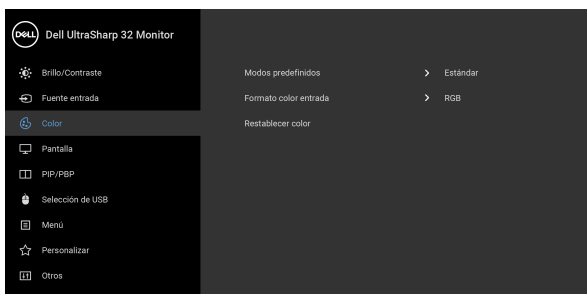 DELL Dell UltraSharp 32 Monitor
Brillo/Contraste
Modos predefinidos > Estándar
Fuente entrada
Formato color entrada > RGB
Color
Restablecer color
Pantalla
PIP/PBP
Selección de USB
Menú
Personalizar
Otros